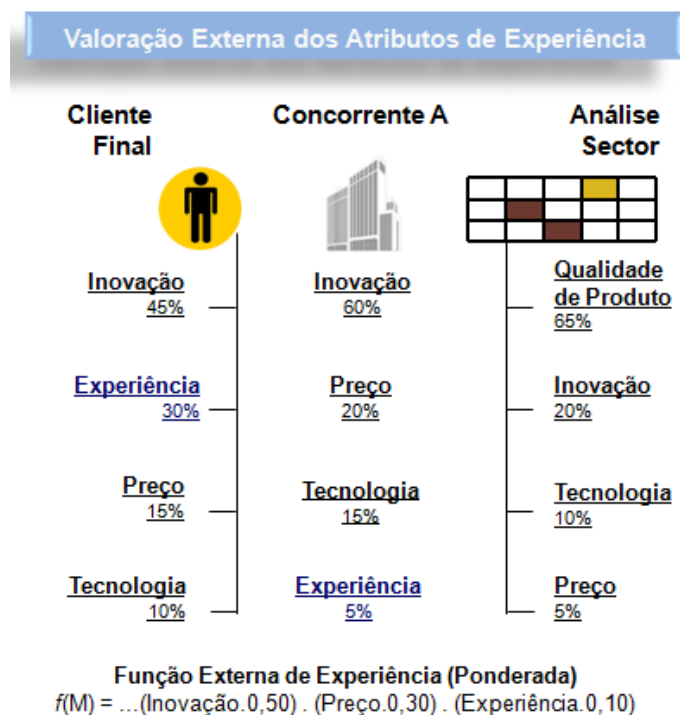 Valoração Externa dos Atributos de Experiência
Cliente
Final
Inovação
45%
Experiência
30%
Preço
15%
Tecnologia
10%
Concorrente A
Inovação
60%
Preço
20%
Tecnologia
15%
Experiência
5%
Análise
Sector
Qualidade
de Produto
65%
Inovação
20%
Tecnologia
10%
Preço
5%
Função Externa de Experiência (Ponderada)
f(M) = ...(Inovação.0,50) . (Preço.0,30) . (Experiência.0,10)